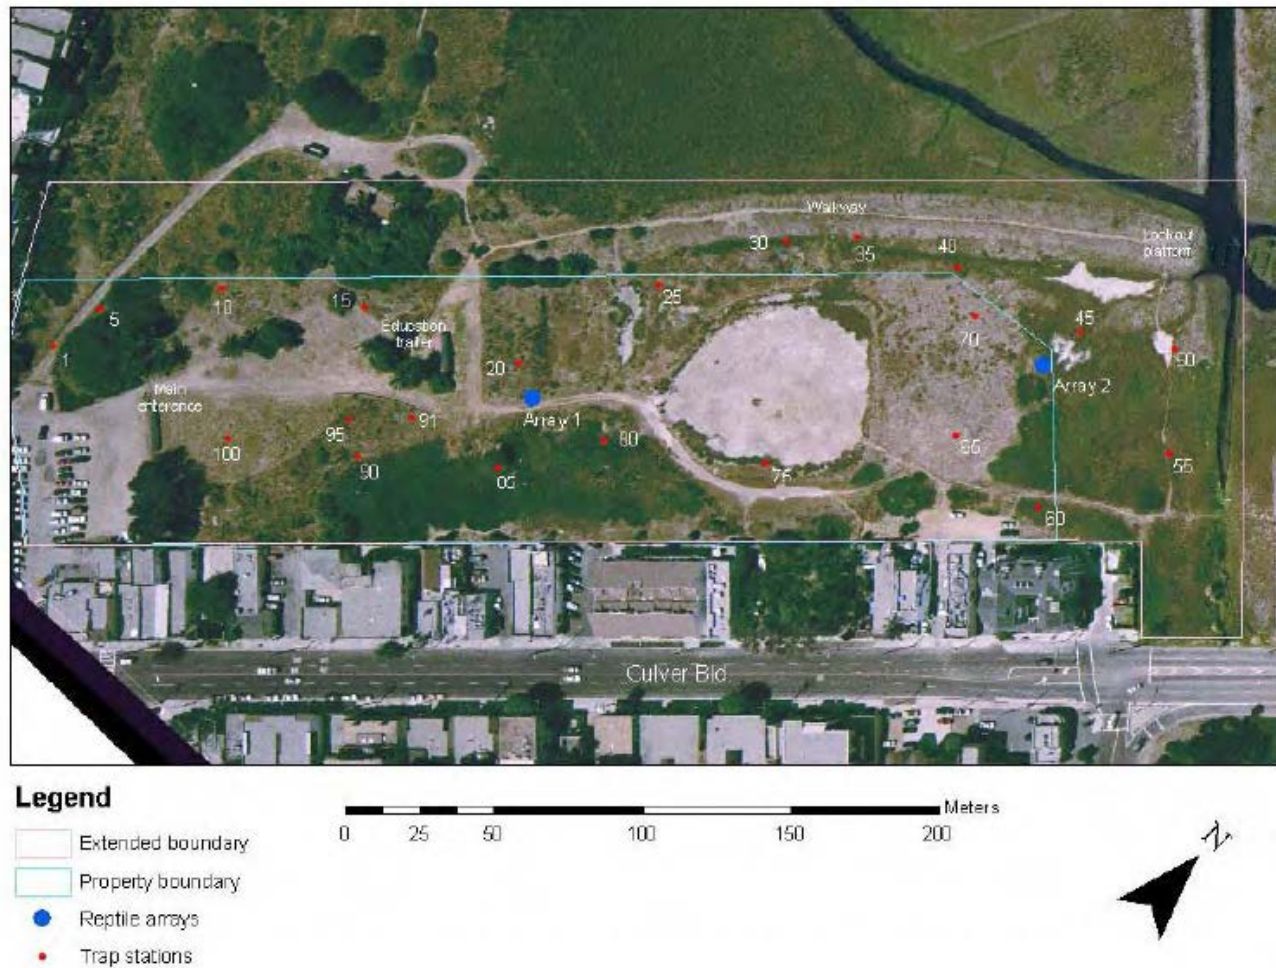 Walkway
30
35
40
Lookout
platform
25
10
15
5
70
45
Education
trailer
1
50
20
Array 2
Main
enterence
Array 1
91
95
80
100
65
90
55
75
60
Culver Bld
Legend
Extended boundary
Property boundary
Reptile arrays
Trap stations
Meters
0 25 50 100 150 200
N